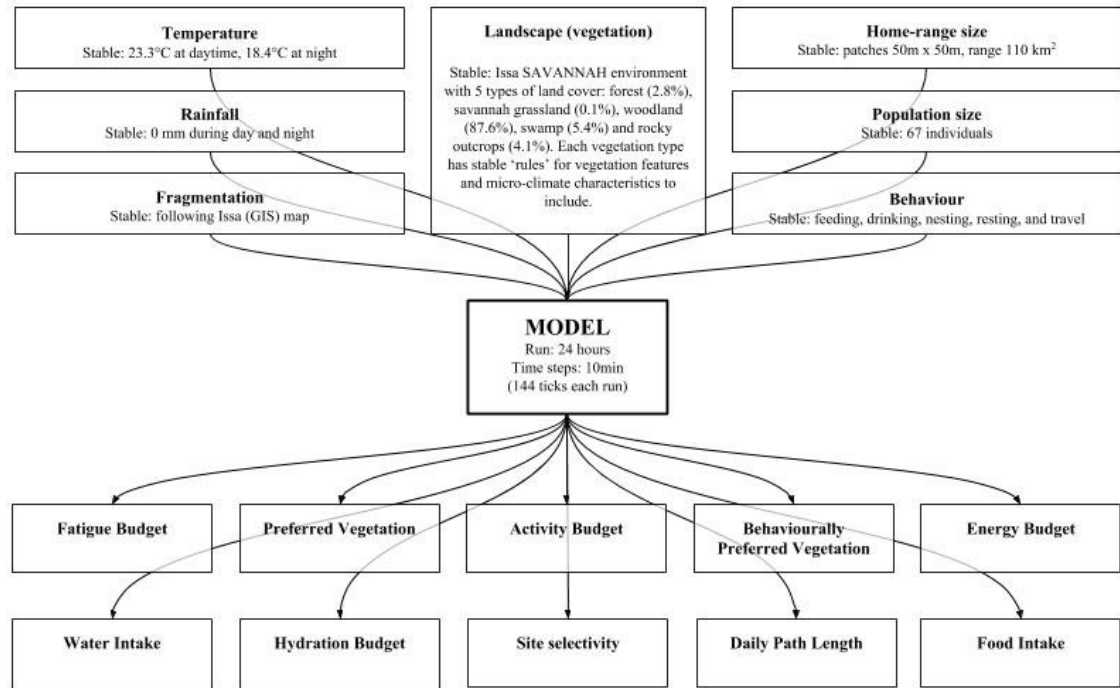 Temperature
Stable: 23.3°C at daytime, 18.4°C at night
Rainfall
Stable: 0 mm during day and night
Fragmentation
Stable: following Issa (GIS) map
Landscape (vegetation)
Stable: Issa SAVANNAH environment
with 5 types of land cover: forest (2.8%),
savannah grassland (0.1%), woodland
(87.6%), swamp (5.4%) and rocky
outcrops (4.1%). Each vegetation type
has stable ‘rules’ for vegetation features
and micro-climate characteristics to
include.
Home-range size
Stable: patches 50m x 50m, range 110 km²
Population size
Stable: 67 individuals
Behaviour
Stable: feeding, drinking, nesting, resting, and travel
MODEL
Run: 24 hours
Time steps: 10min
(144 ticks each run)
Fatigue Budget
Preferred Vegetation
Activity Budget
Behaviourally
Preferred Vegetation
Energy Budget
Water Intake
Hydration Budget
Site selectivity
Daily Path Length
Food Intake